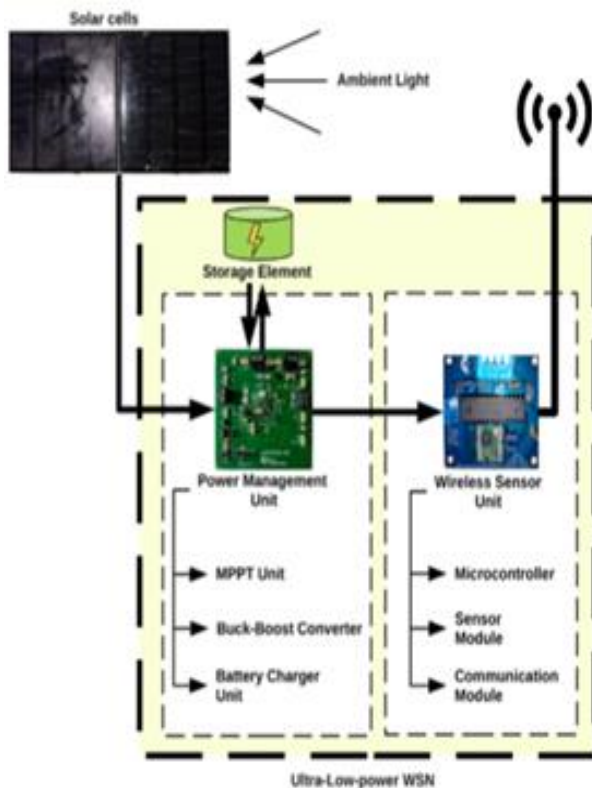 Solar cells
Ambient Light
Storage Element
Power Management
Unit
MPPT Unit
Buck-Boost Converter
Battery Charger
Unit
Wireless Sensor
Unit
Microcontroller
Sensor
Module
Communication
Module
Ultra-Low-power WSN